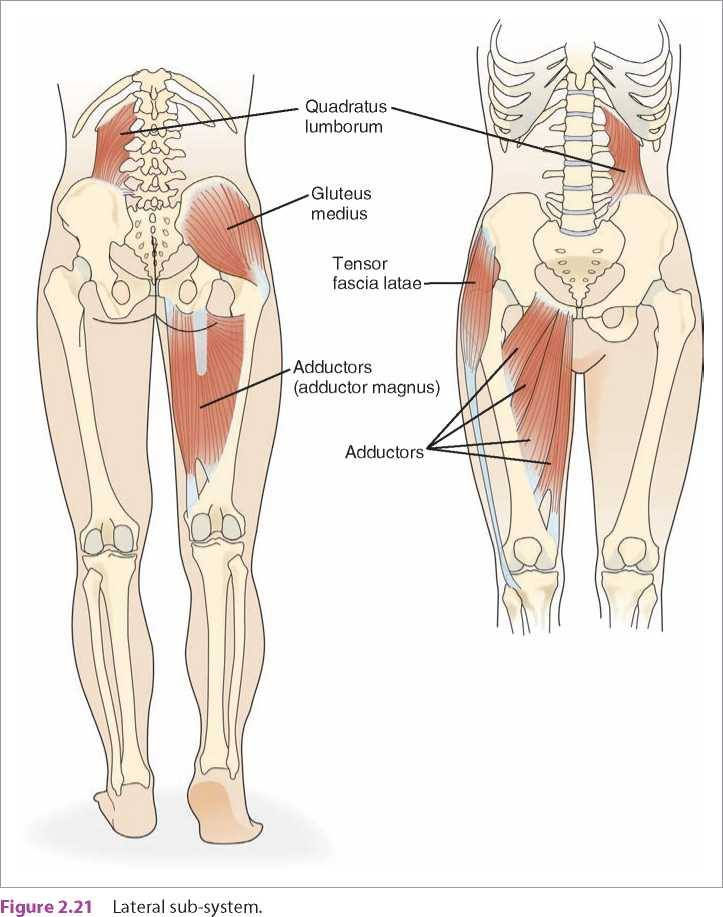 Quadratus
lumborum
Gluteus
medius
Tensor
fascia latae
Adductors
(adductor magnus)
Adductors
Figure 2.21 Lateral sub-system.